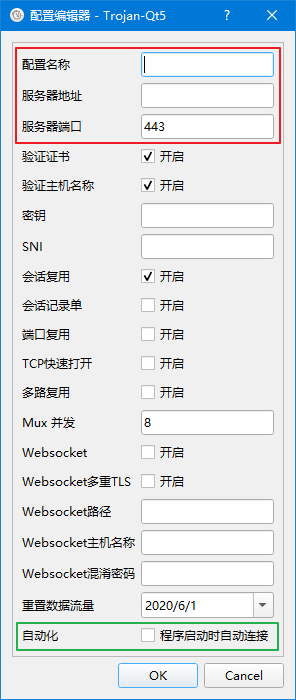 配置编辑器 - Trojan-Qt5
配置名称
服务器地址
服务器端口 443
验证证书 开启
验证主机名称 开启
密钥
SNI
会话复用 开启
会话记录单 开启
端口复用 开启
TCP快速打开 开启
多路复用 开启
Mux 并发 8
Websocket 开启
Websocket多重TLS 开启
Websocket路径
Websocket主机名称
Websocket混淆密码
重置数据流量 2020/6/1
自动化 程序启动时自动连接
OK Cancel